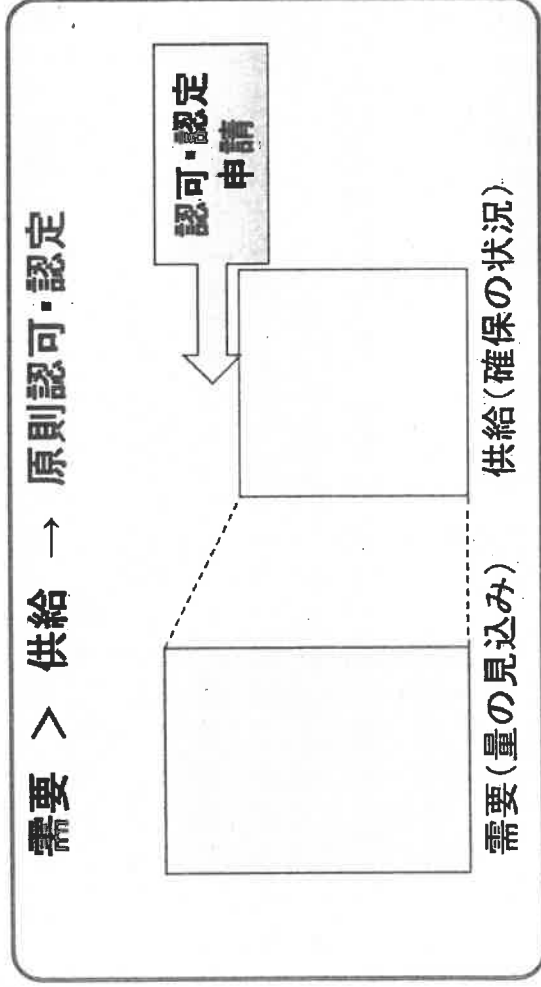 需要 > 供給 → 原則認可・認定
認可・認定
申請
需要(量の見込み)
供給(確保の状況)